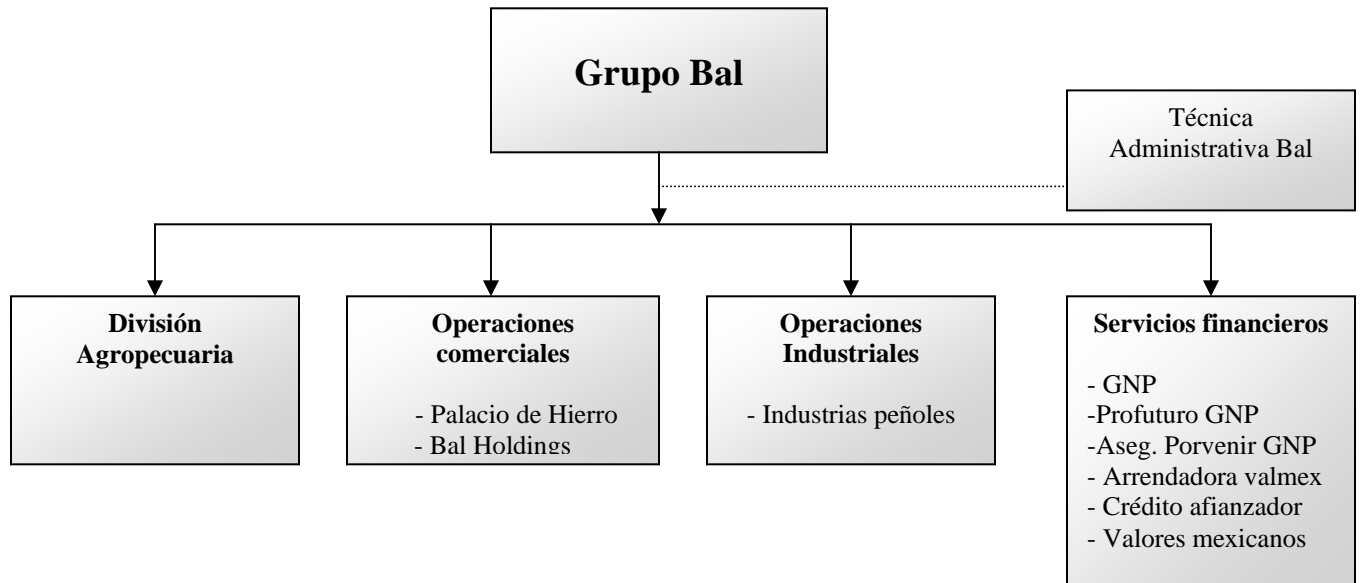 Grupo Bal
Técnica
Administrativa Bal
División
Agropecuaria
Operaciones
comerciales
- Palacio de Hierro
- Bal Holdings
Operaciones
Industriales
- Industrias peñoles
Servicios financieros
- GNP
-Profuturo GNP
-Aseg. Porvenir GNP
- Arrendadora valmex
- Crédito afianzador
- Valores mexicanos